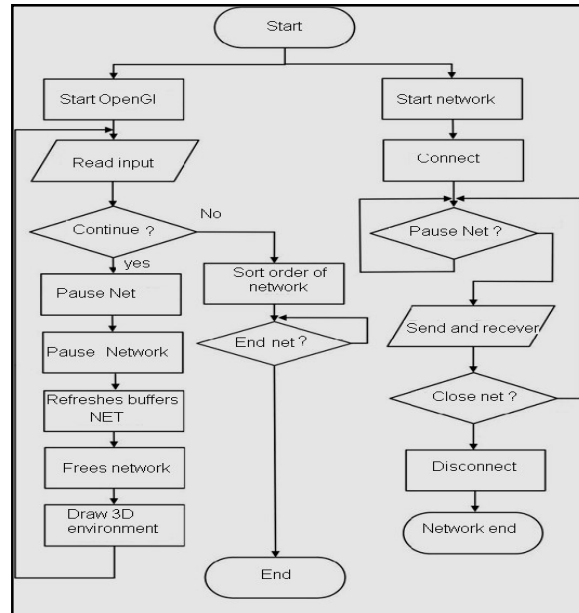 Start
Start OpenGl
Read input
Continue ?
No
yes
Pause Net
Pause Network
Refreshes buffers
NET
Frees network
Draw 3D
environment
Sort order of
network
End net ?
End
Start network
Connect
Pause Net ?
Send and recever
Close net ?
Disconnect
Network end